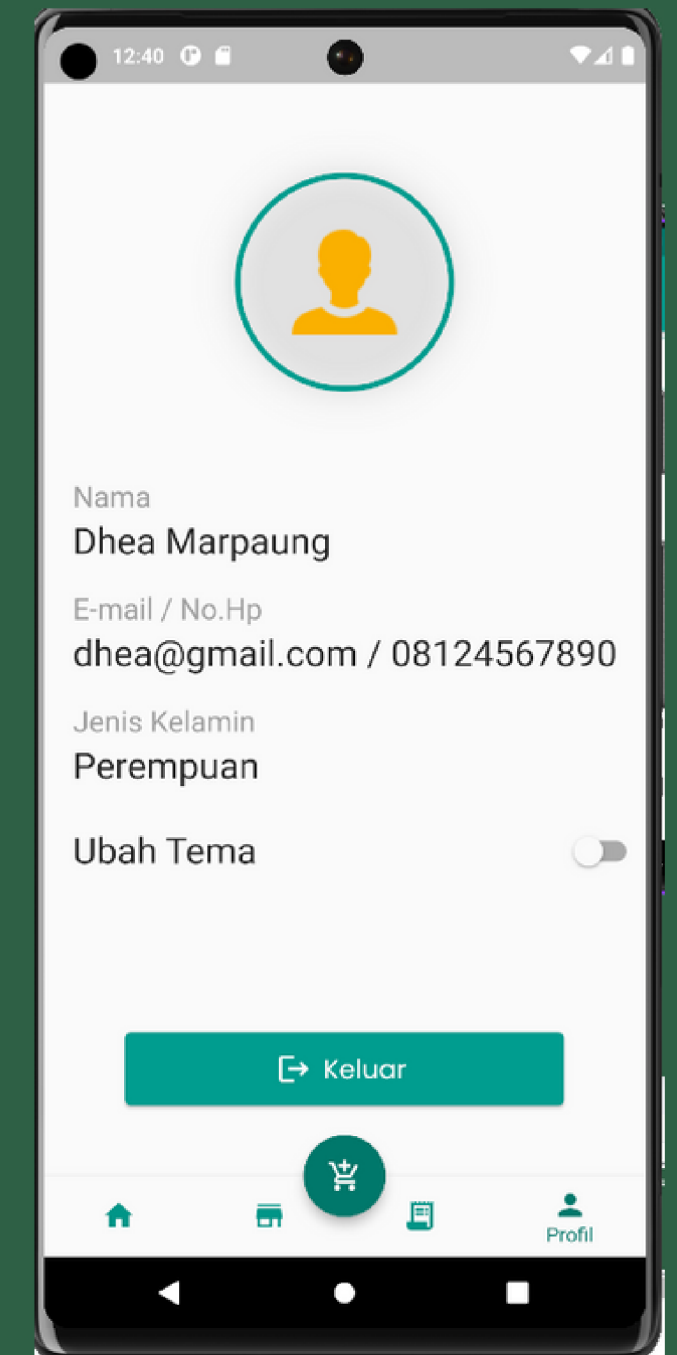 12:40
Nama
Dhea Marpaung
E-mail / No.Hp
dhea@gmail.com / 08124567890
Jenis Kelamin
Perempuan
Ubah Tema
Keluar
Profil